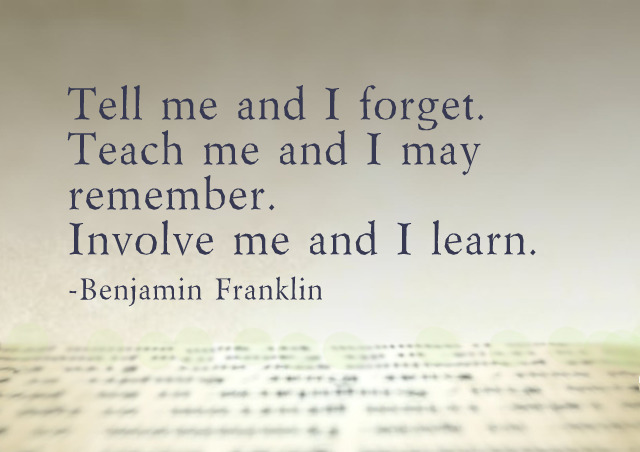 Tell me and I forget.
Teach me and I may
remember.
Involve me and I learn.
-Benjamin Franklin